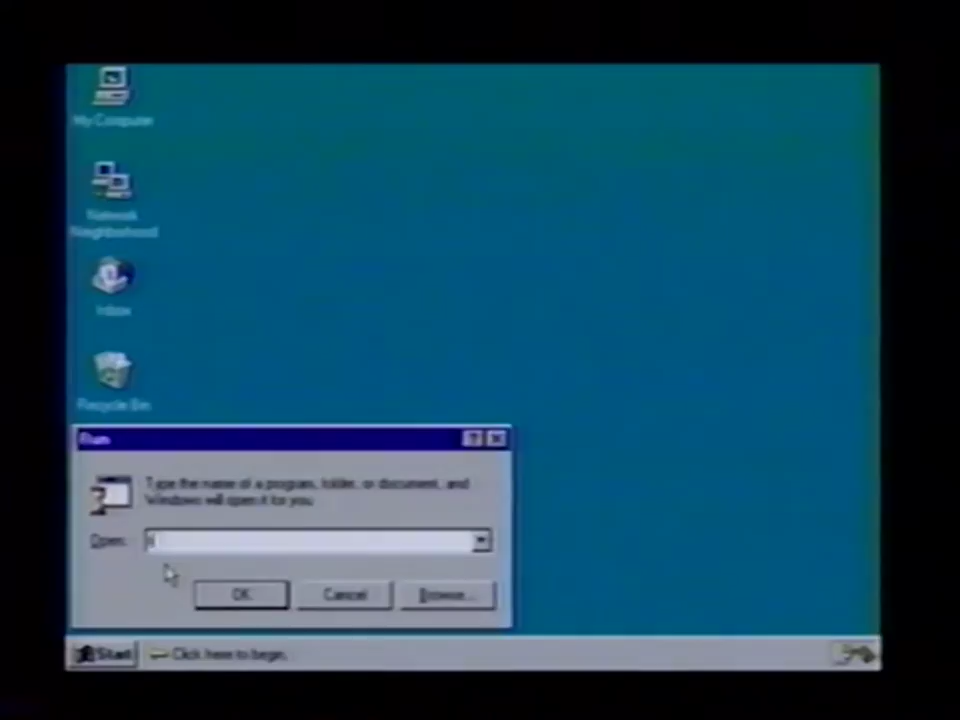 My Computer
Network
Neighborhood
Inbox
Recycle Bin
Run
Type the name of a program, folder, or document, and
Windows will open it for you.
Open:
OK
Cancel
Browse...
Start
Click here to begin.